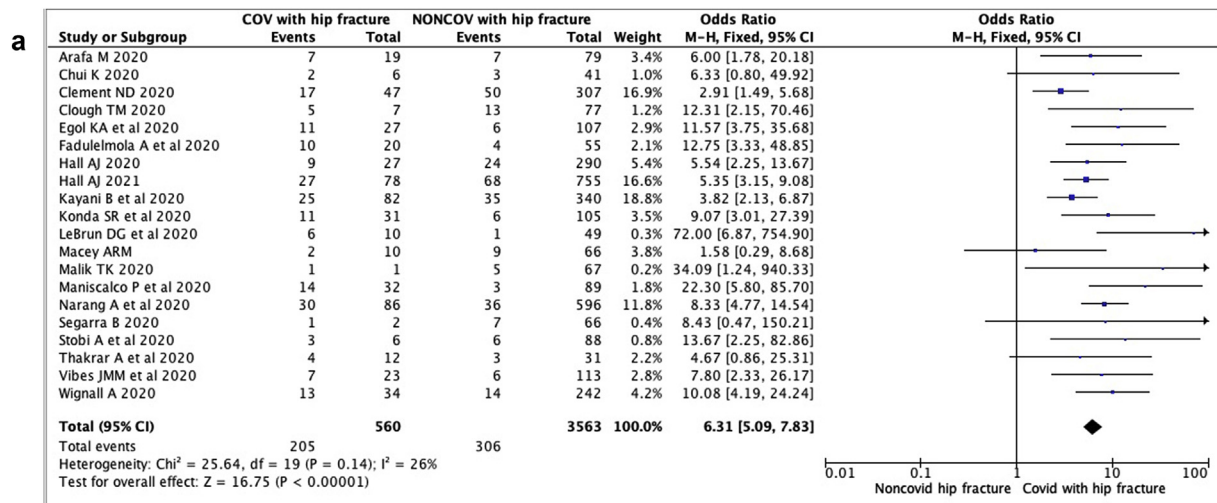 a
COV with hip fracture NONCOV with hip fracture Odds Ratio Odds Ratio
Study or Subgroup Events Total Events Total Weight M-H, Fixed, 95% CI M-H, Fixed, 95% CI
Arafa M 2020 7 19 7 79 3.4% 6.00 [1.78, 20.18]
Chui K 2020 2 6 3 41 1.0% 6.33 [0.80, 49.92]
Clement ND 2020 17 47 50 307 16.9% 2.91 [1.49, 5.68]
Clough TM 2020 5 7 13 77 1.2% 12.31 [2.15, 70.46]
Egol KA et al 2020 11 27 6 107 2.9% 11.57 [3.75, 35.68]
Fadulelmola A et al 2020 10 20 4 55 2.1% 12.75 [3.33, 48.85]
Hall AJ 2020 9 27 24 290 5.4% 5.54 [2.25, 13.67]
Hall AJ 2021 27 78 68 755 16.6% 5.35 [3.15, 9.08]
Kayani B et al 2020 25 82 35 340 18.8% 3.82 [2.13, 6.87]
Konda SR et al 2020 11 31 6 105 3.5% 9.07 [3.01, 27.39]
LeBrun DG et al 2020 6 10 1 49 0.3% 72.00 [6.87, 754.90]
Macey ARM 2 10 9 66 3.8% 1.58 [0.29, 8.68]
Malik TK 2020 1 1 5 67 0.2% 34.09 [1.24, 940.33]
Maniscalco P et al 2020 14 32 3 89 1.8% 22.30 [5.80, 85.70]
Narang A et al 2020 30 86 36 596 11.8% 8.33 [4.77, 14.54]
Segarra B 2020 1 2 7 66 0.4% 8.43 [0.47, 150.21]
Stobi A et al 2020 3 6 6 88 0.8% 13.67 [2.25, 82.86]
Thakrar A et al 2020 4 12 3 31 2.2% 4.67 [0.86, 25.31]
Vibes JMM et al 2020 7 23 6 113 2.8% 7.80 [2.33, 26.17]
Wignall A 2020 13 34 14 242 4.2% 10.08 [4.19, 24.24]
Total (95% CI) 560 3563 100.0% 6.31 [5.09, 7.83]
Total events 205 306
Heterogeneity: Chi² = 25.64, df = 19 (P = 0.14); I² = 26%
Test for overall effect: Z = 16.75 (P < 0.00001)
0.01 0.1 1 10 100
Noncovid hip fracture Covid with hip fracture